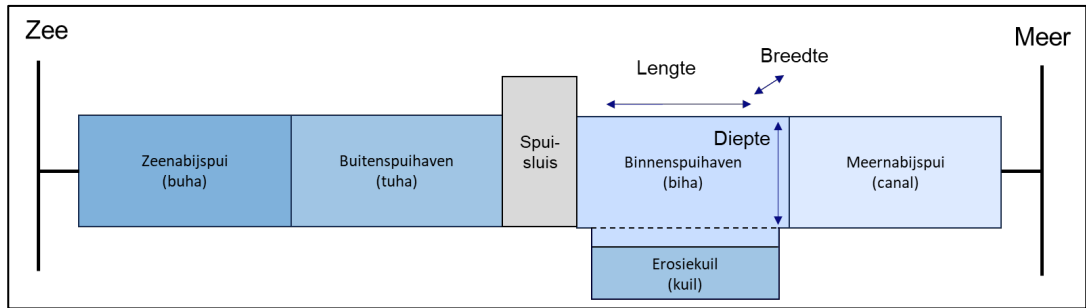 Zee
Meer
Lengte
Breedte
Diepte
Zeenabijspui
(buha)
Buitenspuihaven
(tuha)
Spui-
sluis
Binnenspuihaven
(biha)
Meernabijspui
(canal)
Erosiekuil
(kuil)